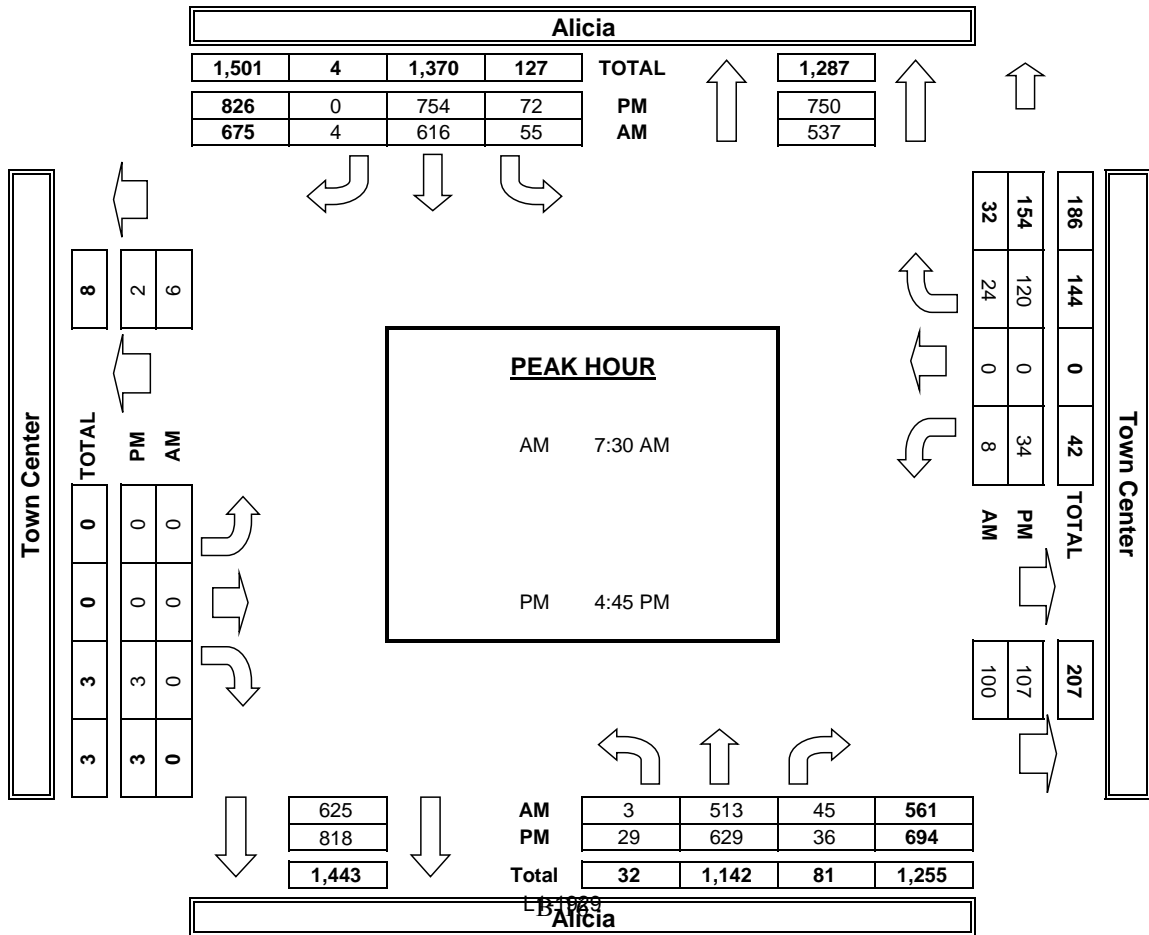 Alicia
1,501 4 1,370 127 TOTAL 1,287
826 0 754 72 PM 750
675 4 616 55 AM 537
Town Center
8 2 6
TOTAL PM AM
0 0 0
0 0 0
3 3 0
3 3 0
PEAK HOUR
AM 7:30 AM
PM 4:45 PM
32 154 186
24 120 144
0 0 0
8 34 42
AM PM TOTAL
100 107 207
Town Center
625 AM 3 513 45 561
818 PM 29 629 36 694
1,443 Total 32 1,142 81 1,255
Alicia